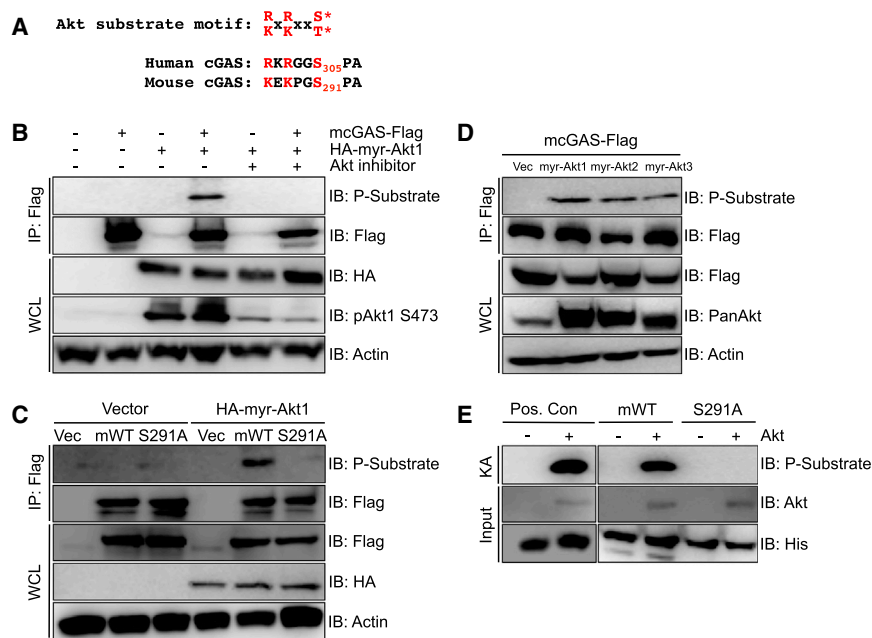 A
Akt substrate motif: R/K x R/K xx S*/T*
Human cGAS: RKRGGS305PA
Mouse cGAS: KEKPGS291PA
B
- + - + - + mcGAS-Flag
- - + + + + HA-myr-Akt1
- - - - + + Akt inhibitor
IP: Flag
IB: P-Substrate
IB: Flag
WCL
IB: HA
IB: pAkt1 S473
IB: Actin
C
Vector HA-myr-Akt1
Vec mWT S291A Vec mWT S291A
IP: Flag
IB: P-Substrate
IB: Flag
WCL
IB: Flag
IB: HA
IB: Actin
D
mcGAS-Flag
Vec myr-Akt1 myr-Akt2 myr-Akt3
IP: Flag
IB: P-Substrate
IB: Flag
WCL
IB: Flag
IB: PanAkt
IB: Actin
E
Pos. Con mWT S291A
- + - + - + Akt
KA
IB: P-Substrate
Input
IB: Akt
IB: His